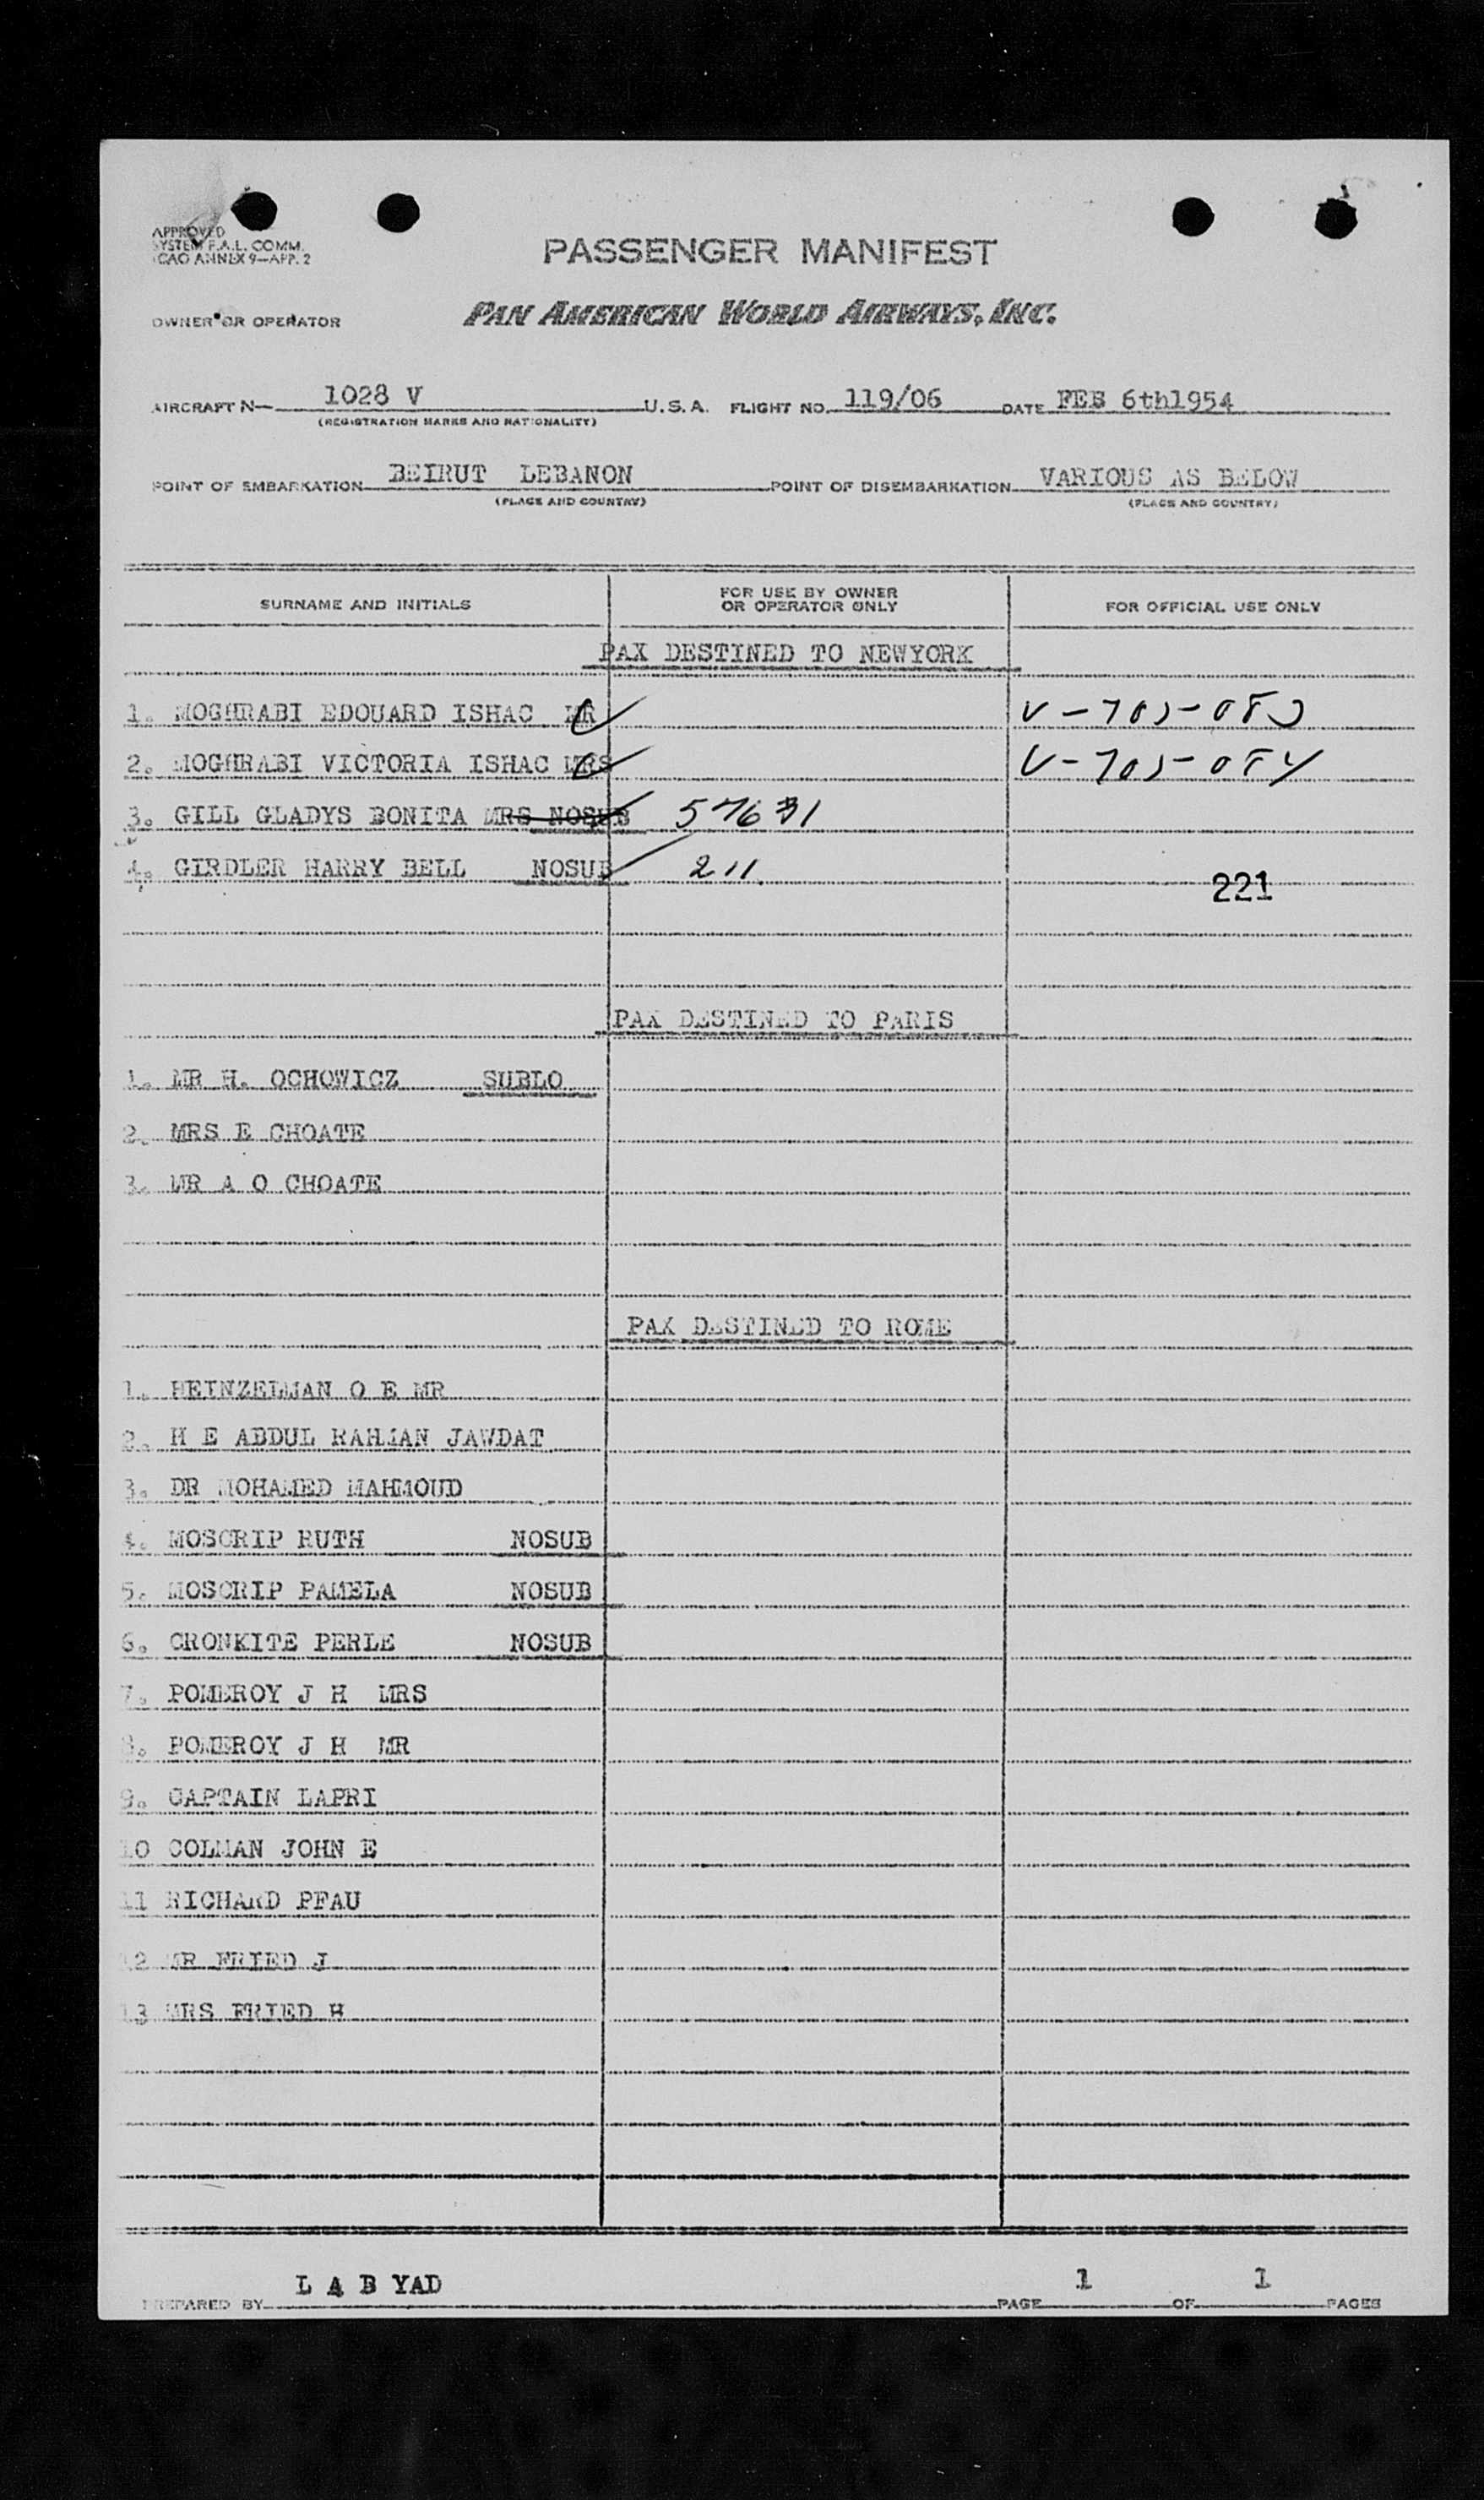 APPROVED
SYSTEM F.A.L. COMM.
ICAO ANNEX 9—APP. 2
PASSENGER MANIFEST
OWNER OR OPERATOR PAN AMERICAN WORLD AIRWAYS, INC.
AIRCRAFT N— 1028 V U.S.A. FLIGHT NO. 119/06 DATE FEB 6th1954
(REGISTRATION MARKS AND NATIONALITY)
POINT OF EMBARKATION BEIRUT LEBANON POINT OF DISEMBARKATION VARIOUS AS BELOW
(PLACE AND COUNTRY) (PLACE AND COUNTRY)
SURNAME AND INITIALS FOR USE BY OWNER OR OPERATOR ONLY FOR OFFICIAL USE ONLY
PAX DESTINED TO NEWYORK
1. MOGHRABI EDOUARD ISHAC MR V-705-083
2. MOGHRABI VICTORIA ISHAC MRS V-705-084
3. GILL GLADYS BONITA MRS NOSUB
4. GIRDLER HARRY BELL NOSUB 211
221
PAX DESTINED TO PARIS
1. MR H. OCHOWICZ SUBLO
2. MRS E CHOATE
3. MR A O CHOATE
PAX DESTINED TO ROME
1. HEINZELMAN O E MR
2. H E ABDUL RAHMAN JAWDAT
3. DR MOHAMED MAHMOUD
4. MOSCRIP RUTH NOSUB
5. MOSCRIP PAMELA NOSUB
6. CRONKITE PERLE NOSUB
7. POMEROY J H MRS
8. POMEROY J H MR
9. CAPTAIN LAPRI
10 COLMAN JOHN E
11 RICHARD PFAU
12 MR FRIED J
13 MRS FRIED H
PREPARED BY L A B YAD PAGE 1 OF 1 PAGES